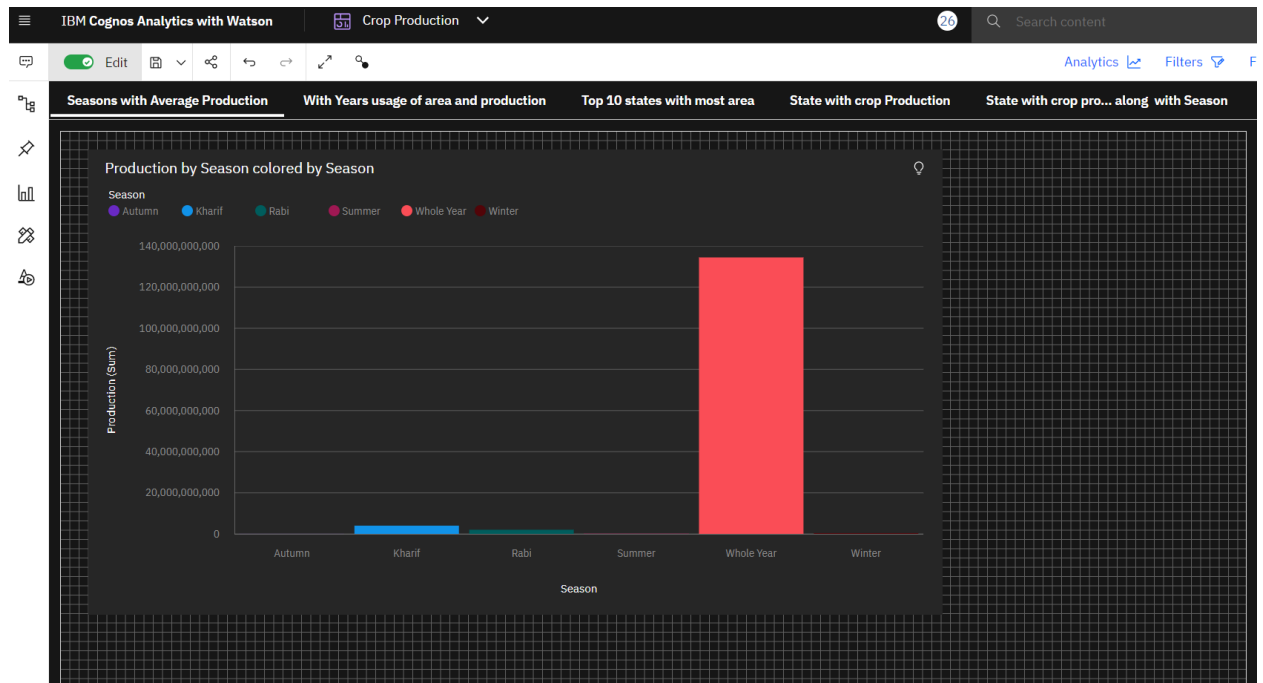 IBM Cognos Analytics with Watson
Crop Production
26
Search content
Edit
Analytics
Filters
F
Seasons with Average Production
With Years usage of area and production
Top 10 states with most area
State with crop Production
State with crop pro... along with Season
Production by Season colored by Season
Season
Autumn Kharif Rabi Summer Whole Year Winter
140,000,000,000
120,000,000,000
100,000,000,000
80,000,000,000
60,000,000,000
40,000,000,000
20,000,000,000
0
Production (Sum)
Autumn Kharif Rabi Summer Whole Year Winter
Season